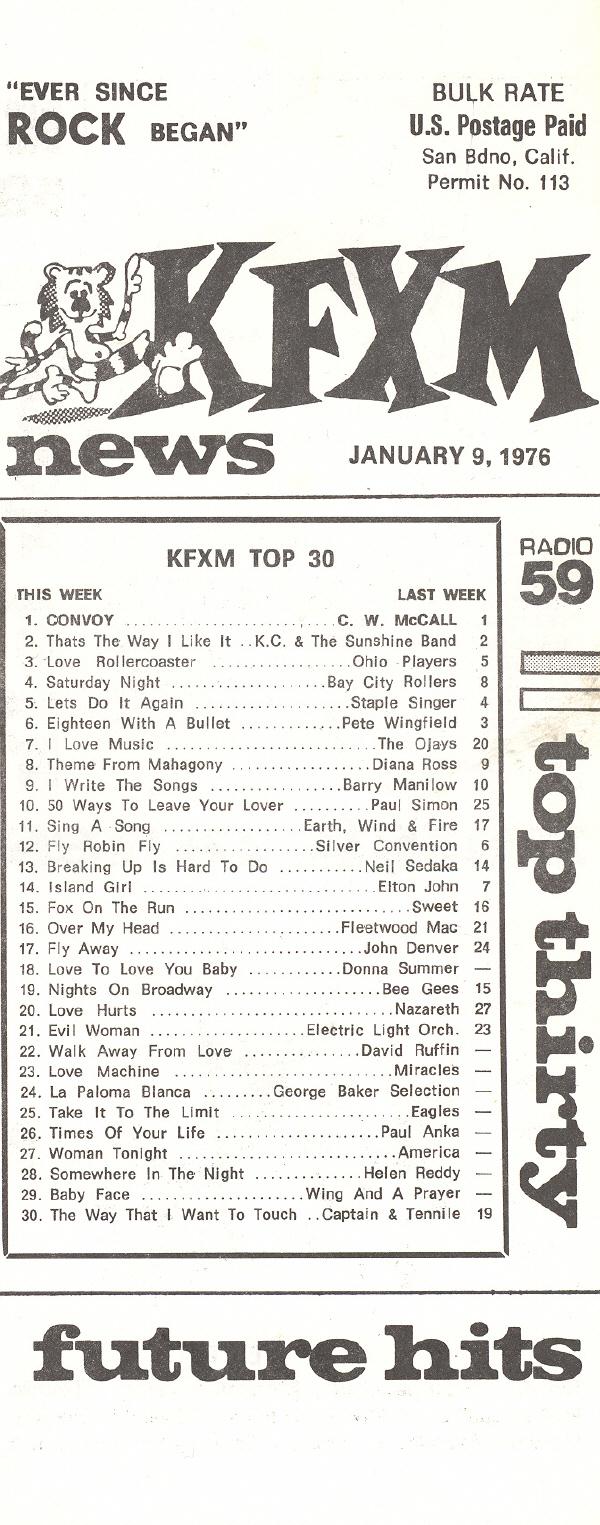 "EVER SINCE
ROCK BEGAN"
BULK RATE
U.S. Postage Paid
San Bdno, Calif.
Permit No. 113
KFXM
news
JANUARY 9, 1976
KFXM TOP 30
THIS WEEK LAST WEEK
1. CONVOY ........................ C. W. McCALL 1
2. Thats The Way I Like It ..K.C. & The Sunshine Band 2
3. Love Rollercoaster ................Ohio Players 5
4. Saturday Night ..................Bay City Rollers 8
5. Lets Do It Again ..................Staple Singer 4
6. Eighteen With A Bullet ............Pete Wingfield 3
7. I Love Music ..........................The Ojays 20
8. Theme From Mahagony ................Diana Ross 9
9. I Write The Songs ................Barry Manilow 10
10. 50 Ways To Leave Your Lover ..........Paul Simon 25
11. Sing A Song .................Earth, Wind & Fire 17
12. Fly Robin Fly .................Silver Convention 6
13. Breaking Up Is Hard To Do ...........Neil Sedaka 14
14. Island Girl ...........................Elton John 7
15. Fox On The Run ............................Sweet 16
16. Over My Head .....................Fleetwood Mac 21
17. Fly Away ............................John Denver 24
18. Love To Love You Baby ............Donna Summer —
19. Nights On Broadway ...................Bee Gees 15
20. Love Hurts ..............................Nazareth 27
21. Evil Woman ....................Electric Light Orch. 23
22. Walk Away From Love ..............David Ruffin —
23. Love Machine ............................Miracles —
24. La Paloma Blanca .........George Baker Selection —
25. Take It To The Limit ......................Eagles —
26. Times Of Your Life .....................Paul Anka —
27. Woman Tonight ..........................America —
28. Somewhere In The Night .............Helen Reddy —
29. Baby Face .....................Wing And A Prayer —
30. The Way That I Want To Touch ..Captain & Tennile 19
RADIO
59
top thirty
future hits